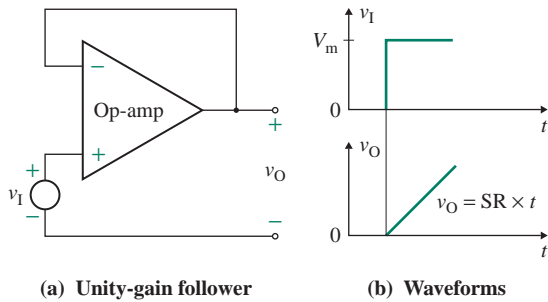 −
Op-amp
+
+
v_I
−
+
v_O
−
(a) Unity-gain follower
v_I
V_m
0
t
v_O
v_O = SR × t
0
t
(b) Waveforms